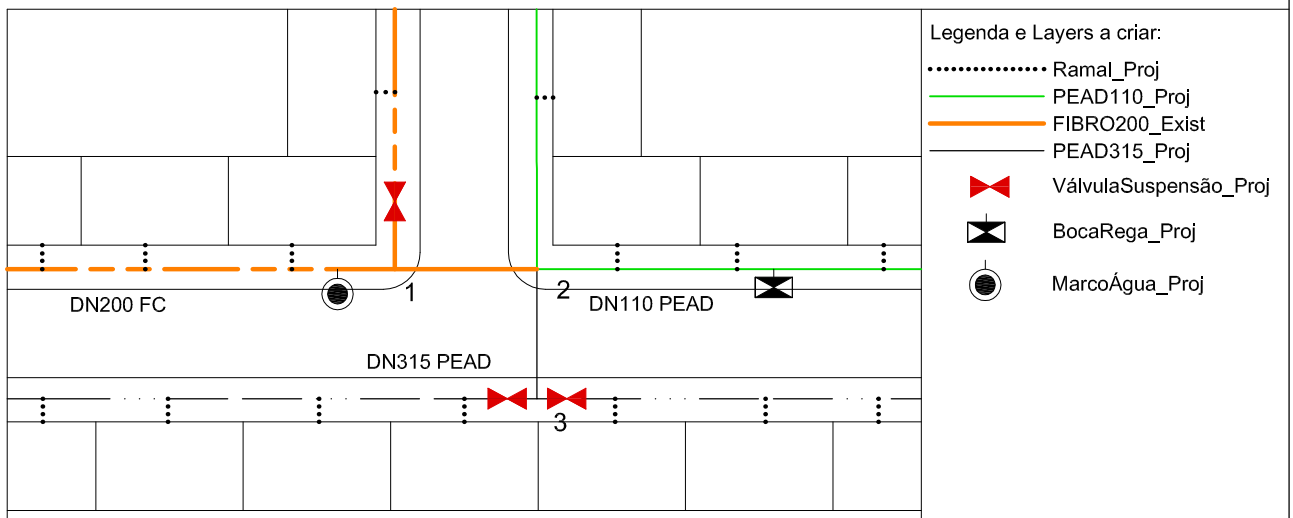 Legenda e Layers a criar:
Ramal_Proj
PEAD110_Proj
FIBRO200_Exist
PEAD315_Proj
VálvulaSuspensão_Proj
BocaRega_Proj
MarcoÁgua_Proj
1
2
DN200 FC
DN110 PEAD
DN315 PEAD
3